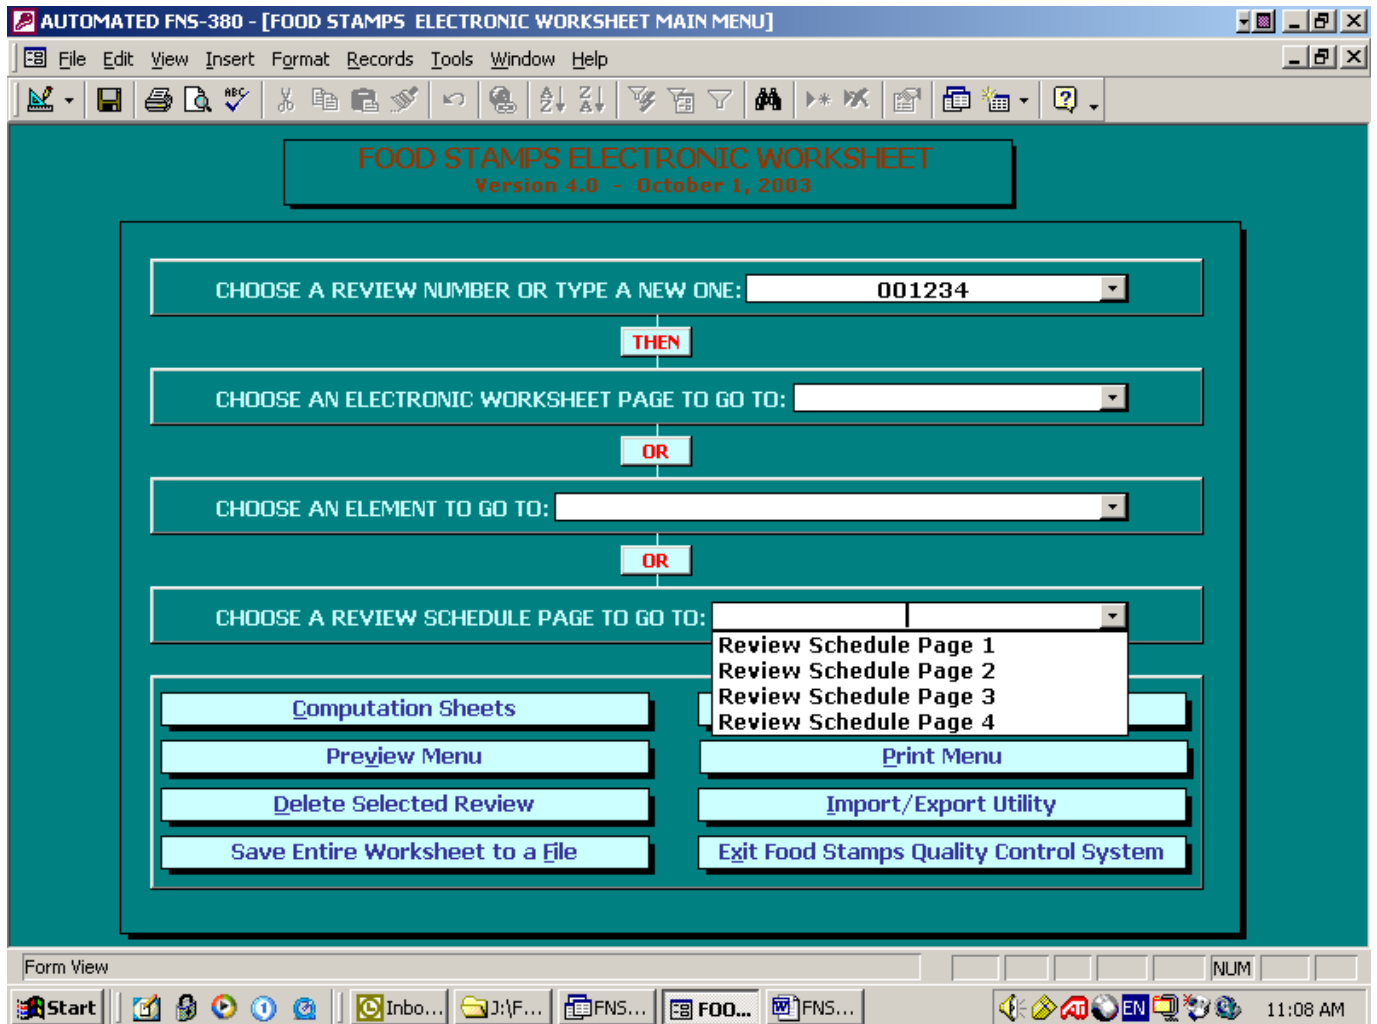 AUTOMATED FNS-380 - [FOOD STAMPS ELECTRONIC WORKSHEET MAIN MENU]
File Edit View Insert Format Records Tools Window Help
FOOD STAMPS ELECTRONIC WORKSHEET
Version 4.0 - October 1, 2003
CHOOSE A REVIEW NUMBER OR TYPE A NEW ONE: 001234
THEN
CHOOSE AN ELECTRONIC WORKSHEET PAGE TO GO TO:
OR
CHOOSE AN ELEMENT TO GO TO:
OR
CHOOSE A REVIEW SCHEDULE PAGE TO GO TO:
Review Schedule Page 1
Review Schedule Page 2
Review Schedule Page 3
Review Schedule Page 4
Computation Sheets
Preview Menu Print Menu
Delete Selected Review Import/Export Utility
Save Entire Worksheet to a File Exit Food Stamps Quality Control System
Form View NUM
Start Inbo... J:\F... FNS... FOO... FNS... EN 11:08 AM